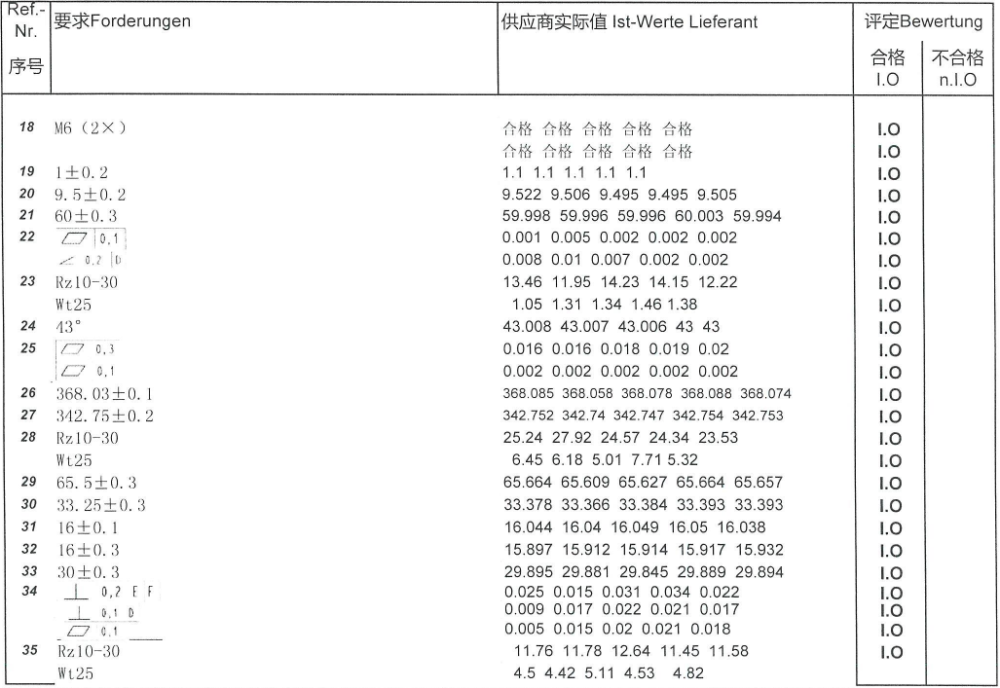 Ref.-Nr. 要求Forderungen 供应商实际值 Ist-Werte Lieferant 评定Bewertung
序号 合格 I.O 不合格 n.I.O
18 M6（2×） 合格 合格 合格 合格 合格 I.O
合格 合格 合格 合格 合格 I.O
19 1±0.2 1.1 1.1 1.1 1.1 1.1 I.O
20 9.5±0.2 9.522 9.506 9.495 9.495 9.505 I.O
21 60±0.3 59.998 59.996 59.996 60.003 59.994 I.O
22 ⏥ 0,1 0.001 0.005 0.002 0.002 0.002 I.O
∠ 0,2 D 0.008 0.01 0.007 0.002 0.002 I.O
23 Rz10-30 13.46 11.95 14.23 14.15 12.22 I.O
Wt25 1.05 1.31 1.34 1.46 1.38 I.O
24 43° 43.008 43.007 43.006 43 43 I.O
25 ⏥ 0,3 0.016 0.016 0.018 0.019 0.02 I.O
⏥ 0,1 0.002 0.002 0.002 0.002 0.002 I.O
26 368.03±0.1 368.085 368.058 368.078 368.088 368.074 I.O
27 342.75±0.2 342.752 342.74 342.747 342.754 342.753 I.O
28 Rz10-30 25.24 27.92 24.57 24.34 23.53 I.O
Wt25 6.45 6.18 5.01 7.71 5.32 I.O
29 65.5±0.3 65.664 65.609 65.627 65.664 65.657 I.O
30 33.25±0.3 33.378 33.366 33.384 33.393 33.393 I.O
31 16±0.1 16.044 16.04 16.049 16.05 16.038 I.O
32 16±0.3 15.897 15.912 15.914 15.917 15.932 I.O
33 30±0.3 29.895 29.881 29.845 29.889 29.894 I.O
34 ⊥ 0,2 E F 0.025 0.015 0.031 0.034 0.022 I.O
⊥ 0,1 D 0.009 0.017 0.022 0.021 0.017 I.O
⏥ 0,1 0.005 0.015 0.02 0.021 0.018 I.O
35 Rz10-30 11.76 11.78 12.64 11.45 11.58 I.O
Wt25 4.5 4.42 5.11 4.53 4.82